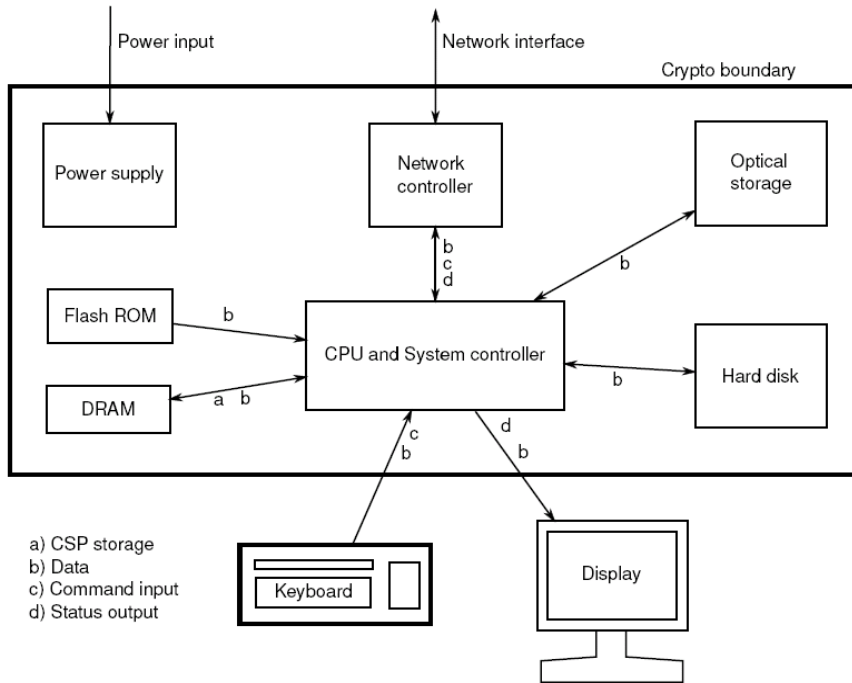 Power input
Network interface
Crypto boundary
Power supply
Network
controller
Optical
storage
b
c
d
b
Flash ROM
b
CPU and System controller
b
Hard disk
DRAM
a b
c
b
d
b
a) CSP storage
b) Data
c) Command input
d) Status output
Keyboard
Display